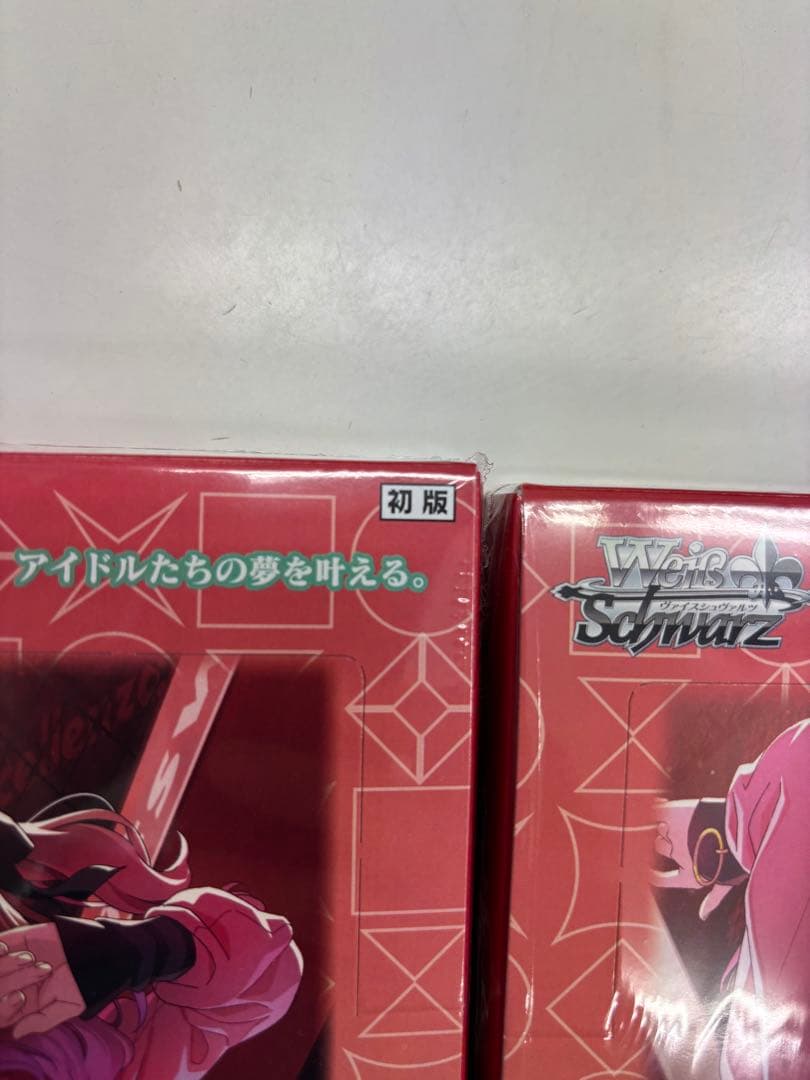 初版
アイドルたちの夢を叶える。
Weiß
ヴァイスシュヴァルツ
Schwarz